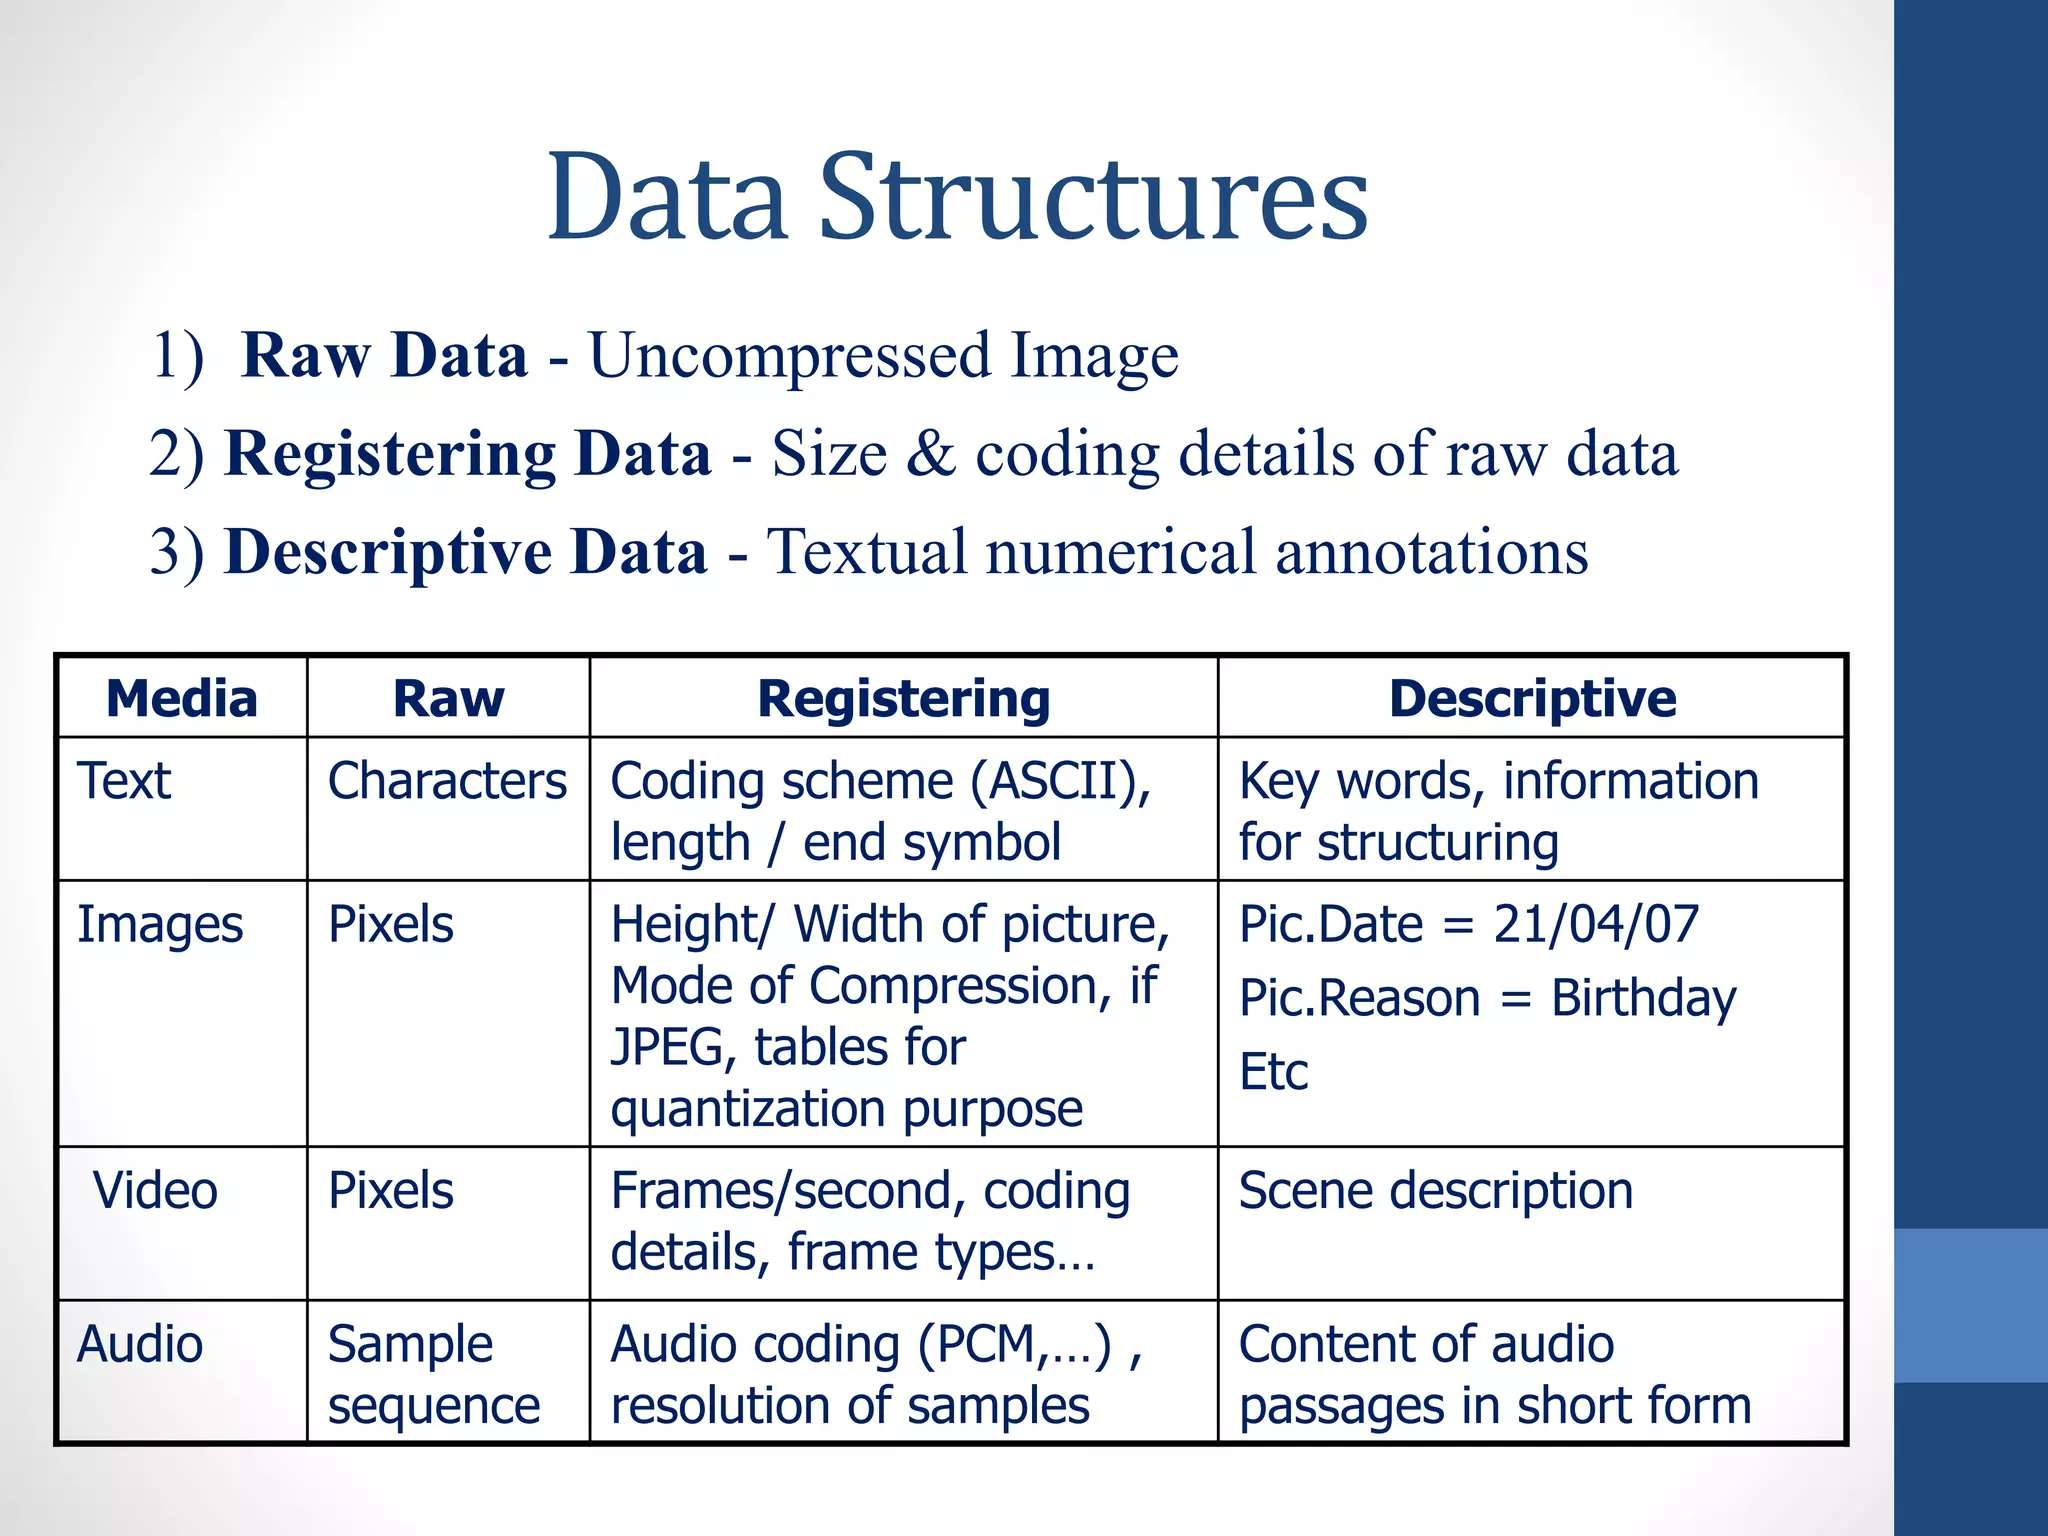 Data Structures
1) Raw Data - Uncompressed Image
2) Registering Data - Size & coding details of raw data
3) Descriptive Data - Textual numerical annotations
Media Raw Registering Descriptive
Text Characters Coding scheme (ASCII), Key words, information
length / end symbol for structuring
Images Pixels Height/ Width of picture, Pic.Date = 21/04/07
Mode of Compression, if Pic.Reason = Birthday
JPEG, tables for Etc
quantization purpose
Video Pixels Frames/second, coding Scene description
details, frame types...
Audio Sample Audio coding (PCM,...) , Content of audio
sequence resolution of samples passages in short form